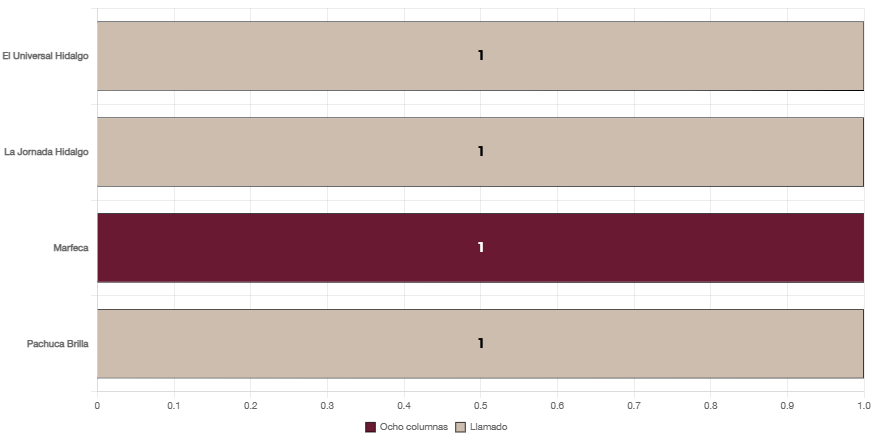 El Universal Hidalgo
1
La Jornada Hidalgo
1
Marfeca
1
Pachuca Brilla
1
0 0.1 0.2 0.3 0.4 0.5 0.6 0.7 0.8 0.9 1.0
Ocho columnas Llamado